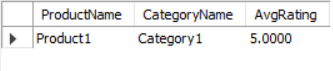 ProductName CategoryName AvgRating
Product1 Category1 5.0000